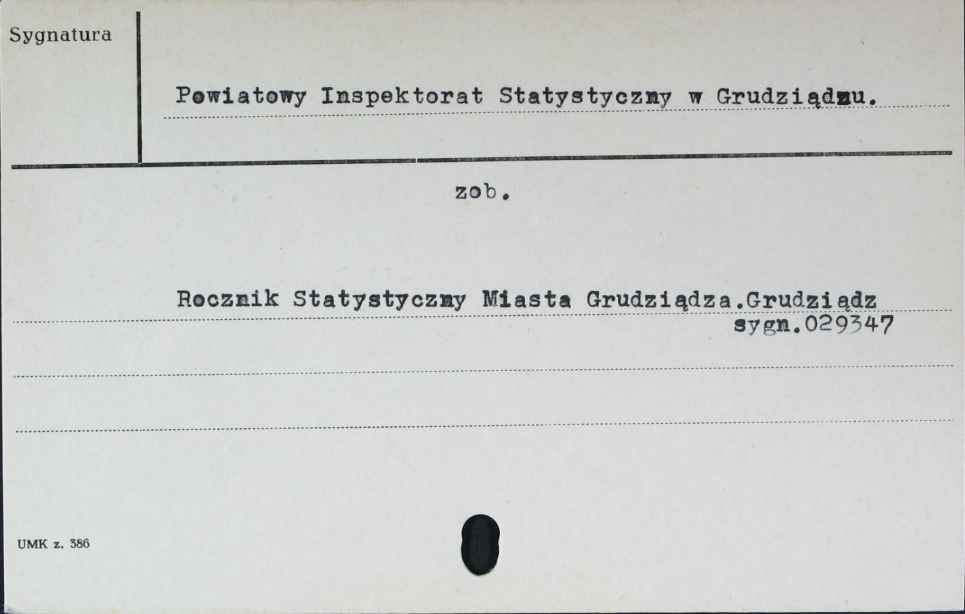 Sygnatura
Powiatowy Inspektorat Statystyczny w Grudziądzu.
zob.
Rocznik Statystyczny Miasta Grudziądza.Grudziądz
sygn.029347
UMK z. 386